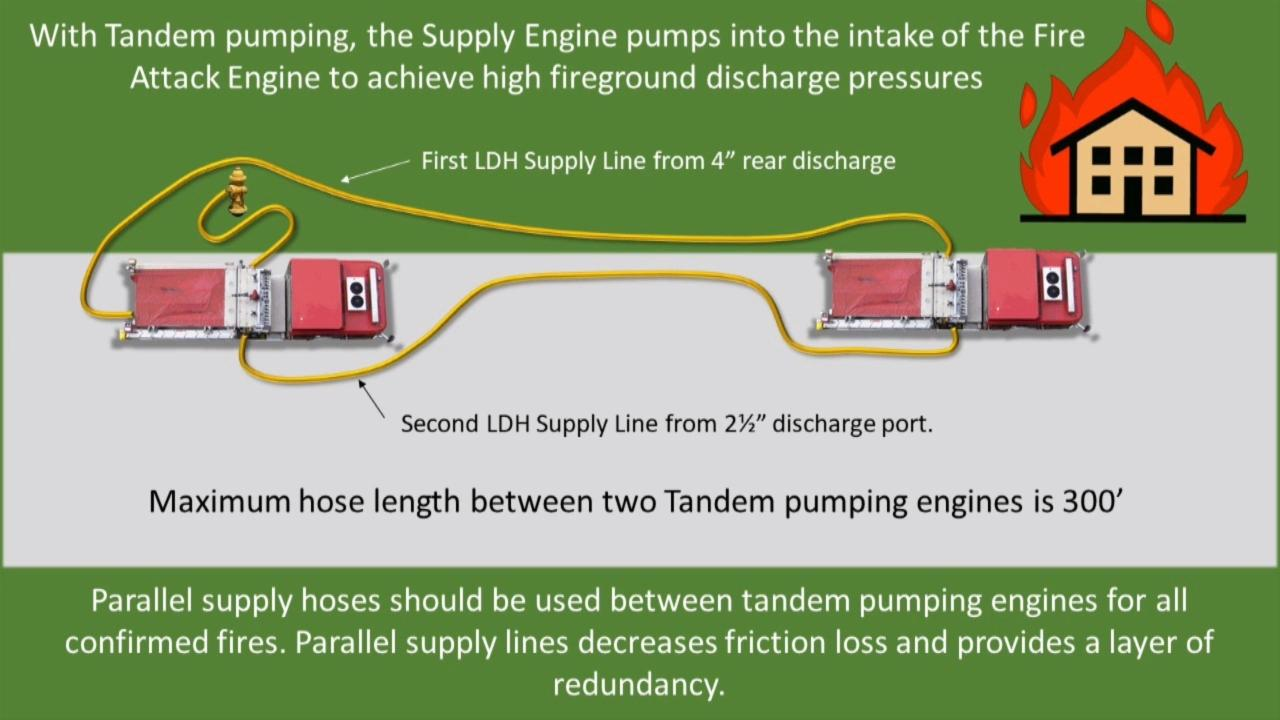 With Tandem pumping, the Supply Engine pumps into the intake of the Fire
Attack Engine to achieve high fireground discharge pressures
First LDH Supply Line from 4” rear discharge
Second LDH Supply Line from 2½” discharge port.
Maximum hose length between two Tandem pumping engines is 300’
Parallel supply hoses should be used between tandem pumping engines for all
confirmed fires. Parallel supply lines decreases friction loss and provides a layer of
redundancy.